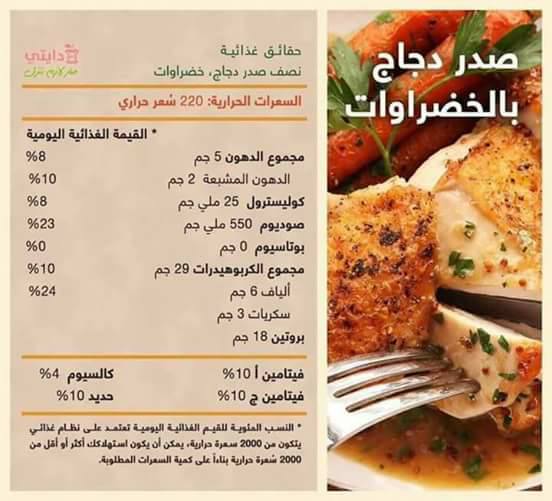 صدر دجاج
بالخضراوات
دايتي
حقائق غذائية
نصف صدر دجاج، خضراوات
السعرات الحرارية: 220 سُعر حراري
* القيمة الغذائية اليومية
مجموع الدهون 5 جم 8%
الدهون المشبعة 2 جم 10%
كوليسترول 25 ملي جم 8%
صوديوم 550 ملي جم 23%
بوتاسيوم 0 جم 0%
مجموع الكربوهيدرات 29 جم 10%
ألياف 6 جم 24%
سكريات 3 جم
بروتين 18 جم
فيتامين أ 10% كالسيوم 4%
فيتامين ج 10% حديد 10%
* النسب المئوية للقيم الغذائية اليومية تعتمد على نظام غذائي
يتكون من 2000 سعرة حرارية، يمكن أن يكون استهلاكك أكثر أو أقل من
2000 سُعرة حرارية بناءاً على كمية السعرات المطلوبة.